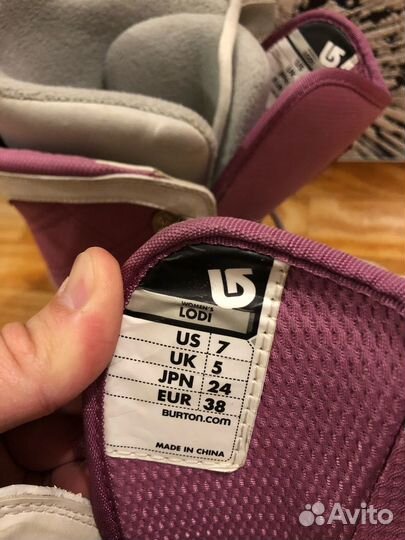 WOMEN'S
LODI
US 7
UK 5
JPN 24
EUR 38
BURTON.COM
MADE IN CHINA
Avito